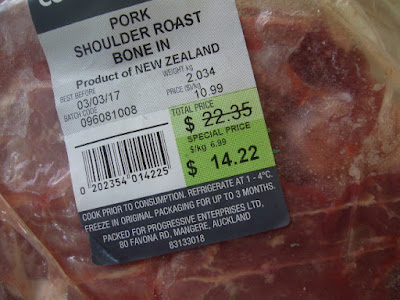 PORK
SHOULDER ROAST
BONE IN
Product of NEW ZEALAND
BEST BEFORE
03/03/17
WEIGHT kg
2.034
BATCH CODE
096081008
PRICE ($/kg)
10.99
TOTAL PRICE
$ 22.35
SPECIAL PRICE
$/kg 6.99
$ 14.22
0 202354 014225
COOK PRIOR TO CONSUMPTION. REFRIGERATE AT 1 - 4°C.
FREEZE IN ORIGINAL PACKAGING FOR UP TO 3 MONTHS.
PACKED FOR PROGRESSIVE ENTERPRISES LTD,
80 FAVONA RD, MANGERE, AUCKLAND
83133018